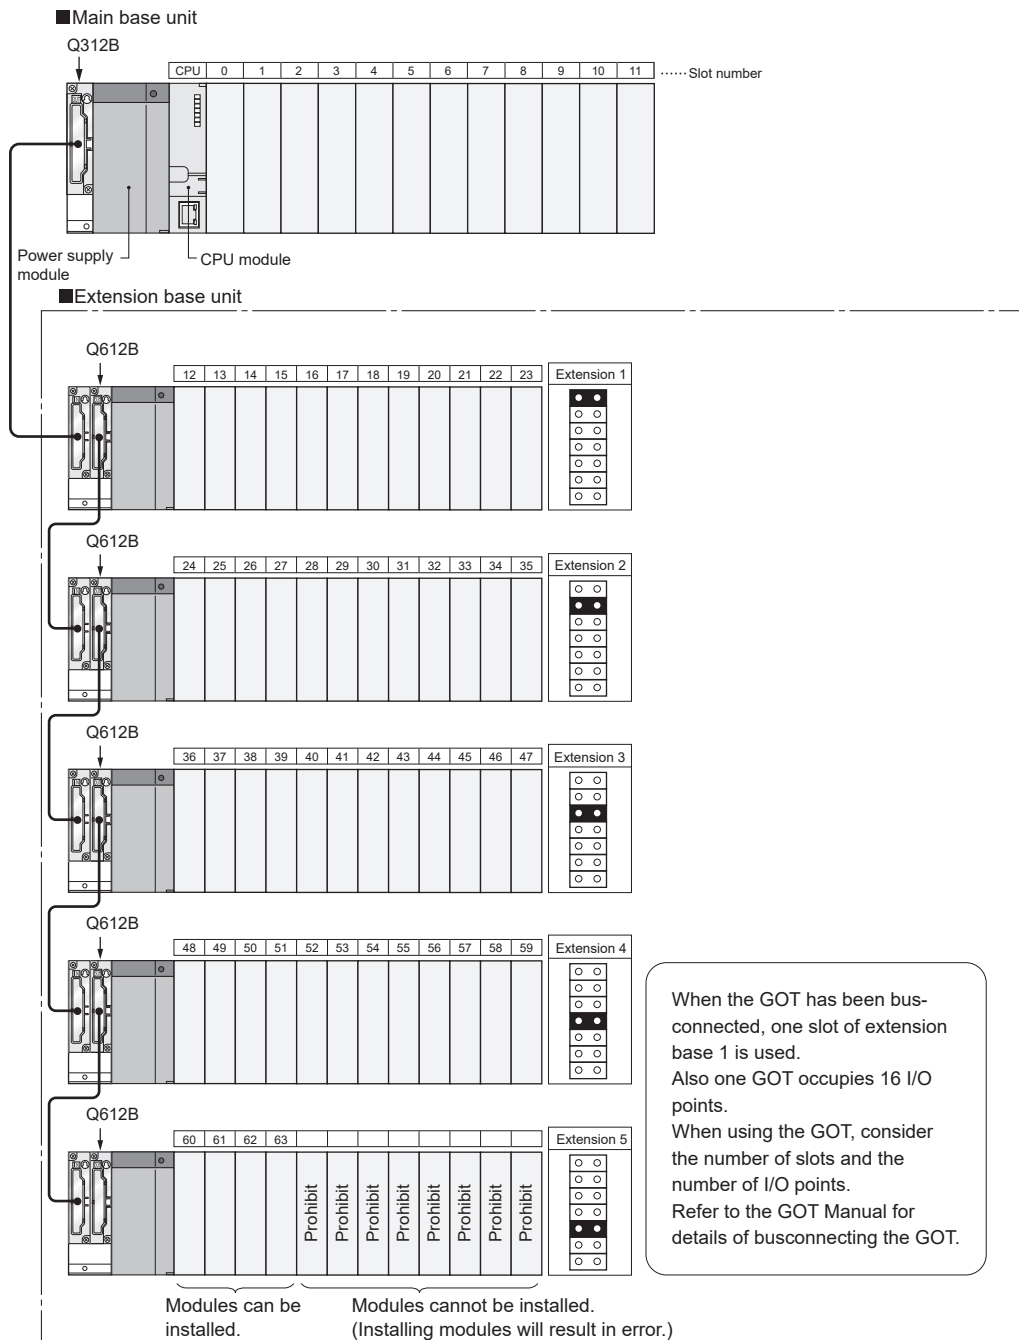 ■Main base unit
Q312B
CPU 0 1 2 3 4 5 6 7 8 9 10 11 ······Slot number
Power supply
module
CPU module
■Extension base unit
Q612B
12 13 14 15 16 17 18 19 20 21 22 23 Extension 1
Q612B
24 25 26 27 28 29 30 31 32 33 34 35 Extension 2
Q612B
36 37 38 39 40 41 42 43 44 45 46 47 Extension 3
Q612B
48 49 50 51 52 53 54 55 56 57 58 59 Extension 4
When the GOT has been bus-
connected, one slot of extension
base 1 is used.
Also one GOT occupies 16 I/O
points.
When using the GOT, consider
the number of slots and the
number of I/O points.
Refer to the GOT Manual for
details of busconnecting the GOT.
Q612B
60 61 62 63 Extension 5
Prohibit Prohibit Prohibit Prohibit Prohibit Prohibit Prohibit Prohibit
Modules can be
installed.
Modules cannot be installed.
(Installing modules will result in error.)